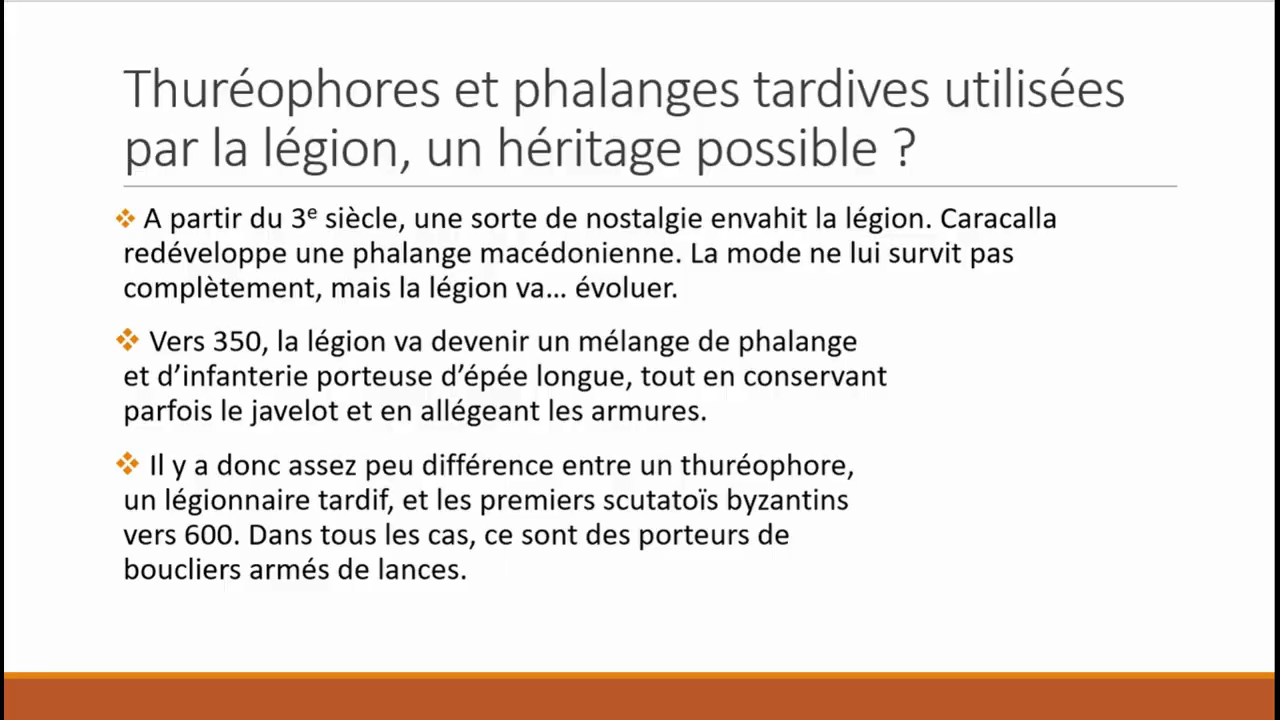 Thuréophores et phalanges tardives utilisées
par la légion, un héritage possible ?
❖ A partir du 3e siècle, une sorte de nostalgie envahit la légion. Caracalla
redéveloppe une phalange macédonienne. La mode ne lui survit pas
complètement, mais la légion va… évoluer.
❖ Vers 350, la légion va devenir un mélange de phalange
et d’infanterie porteuse d’épée longue, tout en conservant
parfois le javelot et en allégeant les armures.
❖ Il y a donc assez peu différence entre un thuréophore,
un légionnaire tardif, et les premiers scutatoïs byzantins
vers 600. Dans tous les cas, ce sont des porteurs de
boucliers armés de lances.